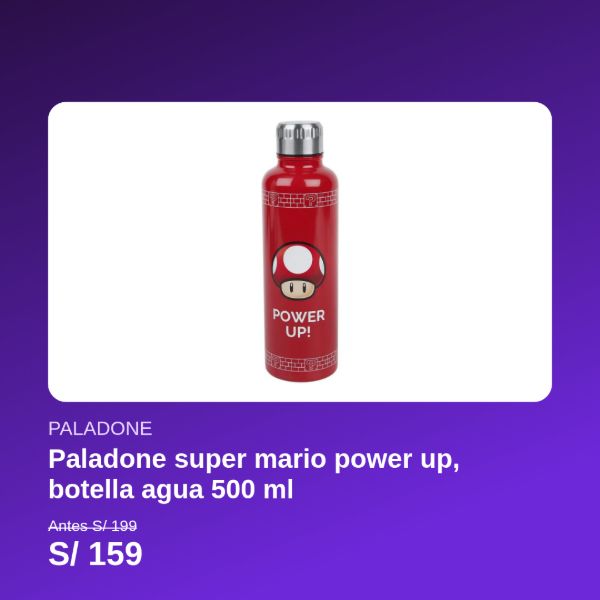 POWER
UP!
PALADONE
Paladone super mario power up,
botella agua 500 ml
Antes S/ 199
S/ 159